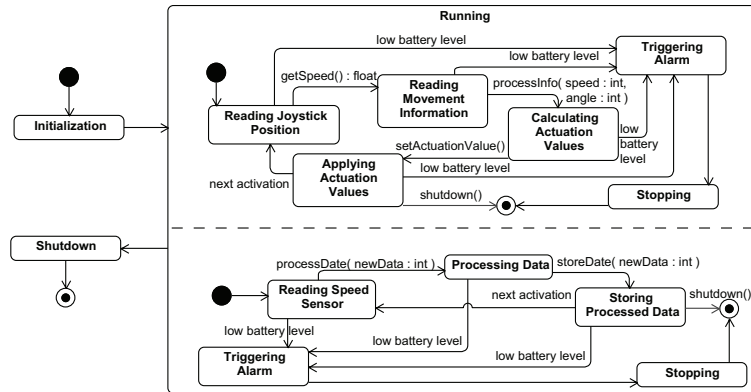 Running
low battery level
low battery level
Triggering
Alarm
getSpeed() : float
Reading
Movement
Information
processInfo( speed : int,
angle : int )
Initialization
Reading Joystick
Position
Calculating
Actuation
Values
low
battery
level
setActuationValue()
Applying
Actuation
Values
low battery level
next activation
shutdown()
Stopping
Shutdown
processDate( newData : int )
Processing Data
storeDate( newData : int )
Reading Speed
Sensor
next activation
Storing
Processed Data
shutdown()
low battery level
low battery level
low battery level
Triggering
Alarm
Stopping